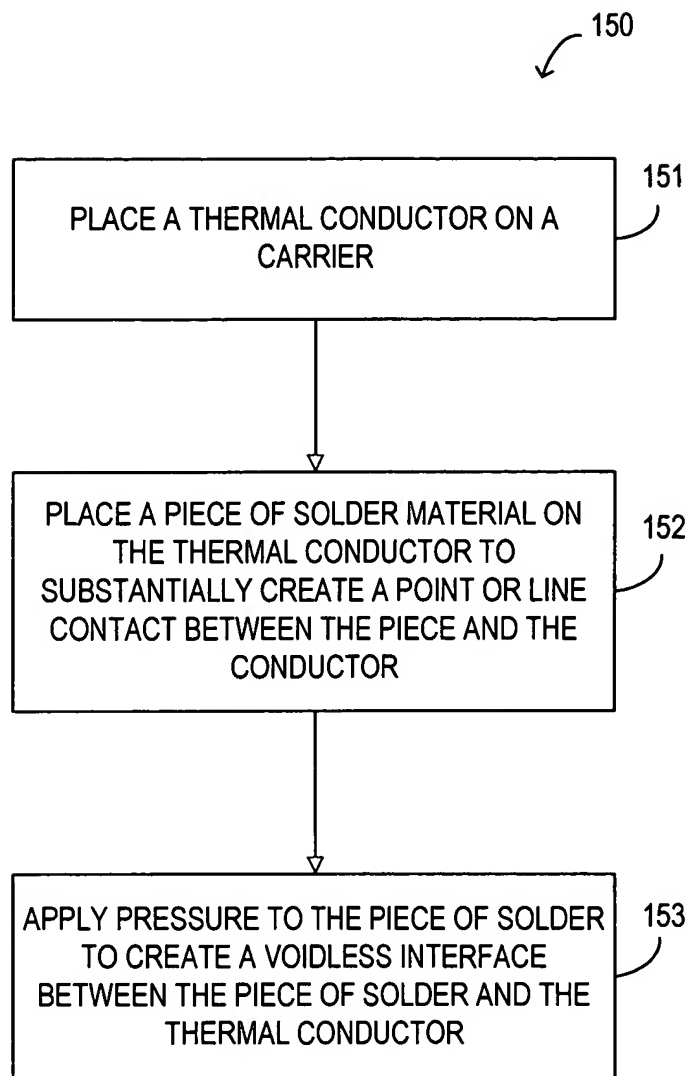 150
151
PLACE A THERMAL CONDUCTOR ON A
CARRIER
152
PLACE A PIECE OF SOLDER MATERIAL ON
THE THERMAL CONDUCTOR TO
SUBSTANTIALLY CREATE A POINT OR LINE
CONTACT BETWEEN THE PIECE AND THE
CONDUCTOR
153
APPLY PRESSURE TO THE PIECE OF SOLDER
TO CREATE A VOIDLESS INTERFACE
BETWEEN THE PIECE OF SOLDER AND THE
THERMAL CONDUCTOR